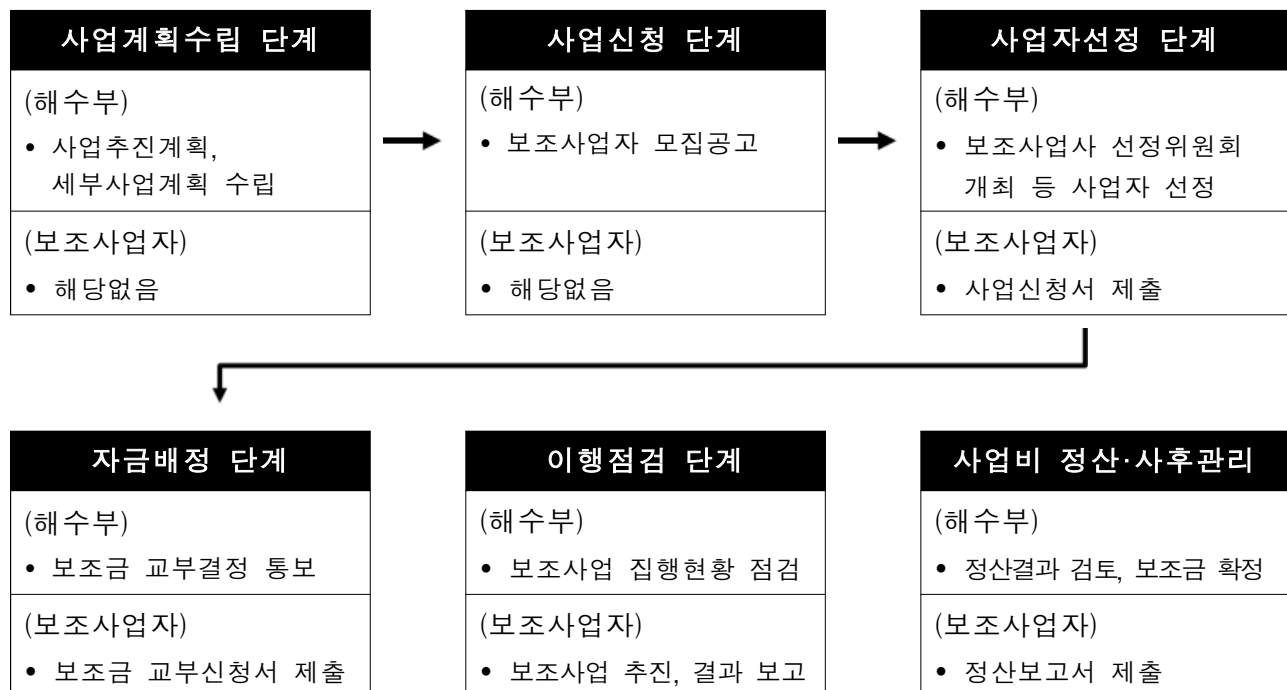 사업계획수립 단계
(해수부)
• 사업추진계획,
세부사업계획 수립
(보조사업자)
• 해당없음
사업신청 단계
(해수부)
• 보조사업자 모집공고
(보조사업자)
• 해당없음
사업자선정 단계
(해수부)
• 보조사업사 선정위원회
개최 등 사업자 선정
(보조사업자)
• 사업신청서 제출
자금배정 단계
(해수부)
• 보조금 교부결정 통보
(보조사업자)
• 보조금 교부신청서 제출
이행점검 단계
(해수부)
• 보조사업 집행현황 점검
(보조사업자)
• 보조사업 추진, 결과 보고
사업비 정산·사후관리
(해수부)
• 정산결과 검토, 보조금 확정
(보조사업자)
• 정산보고서 제출